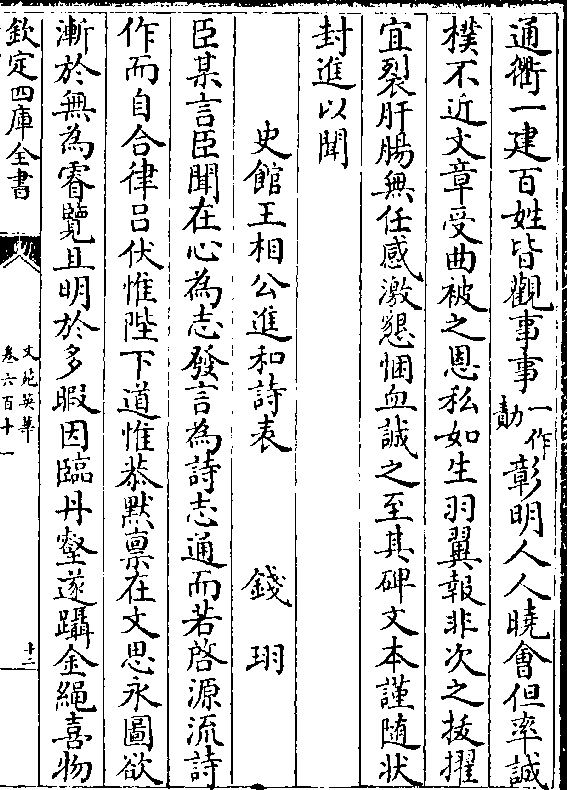 通衢一建百姓皆觀事事一作勣彰明人人曉會但率誠
樸不近文章受曲被之恩私如生羽翼報非次之拔擢
宜裂肝腸無任感激懇悃血誠之至其碑文本謹随状
封進以聞
史館王相公進和詩表 錢珝
臣某言臣聞在心為志發言為詩志通而若啓源流詩
作而自合律吕伏惟陛下道惟恭默禀在文思永圖欲
漸於無為睿覽且明於多暇因臨丹壑遂躡金繩喜物
欽定四庫全書
文苑英華
卷六百十一
十二